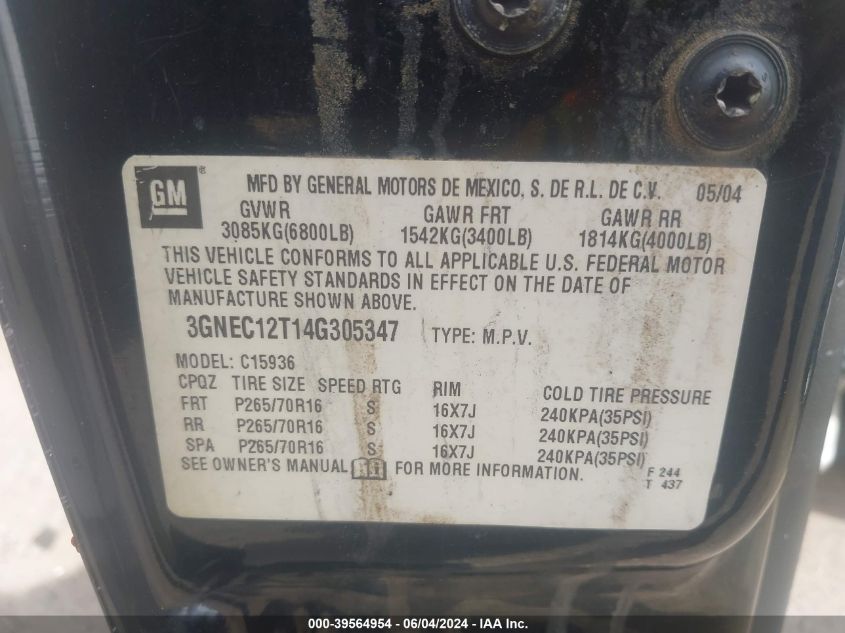 GM ® MFD BY GENERAL MOTORS DE MEXICO, S. DE R.L. DE C.V. 05/04
GVWR GAWR FRT GAWR RR
3085KG(6800LB) 1542KG(3400LB) 1814KG(4000LB)
THIS VEHICLE CONFORMS TO ALL APPLICABLE U.S. FEDERAL MOTOR
VEHICLE SAFETY STANDARDS IN EFFECT ON THE DATE OF
MANUFACTURE SHOWN ABOVE.
3GNEC12T14G305347 TYPE: M.P.V.
MODEL: C15936
CPQZ TIRE SIZE SPEED RTG RIM COLD TIRE PRESSURE
FRT P265/70R16 S 16X7J 240KPA(35PSI)
RR P265/70R16 S 16X7J 240KPA(35PSI)
SPA P265/70R16 S 16X7J 240KPA(35PSI)
SEE OWNER'S MANUAL FOR MORE INFORMATION. F 244
T 437
000-39564954 / 06/04/2024 / IAA Inc.